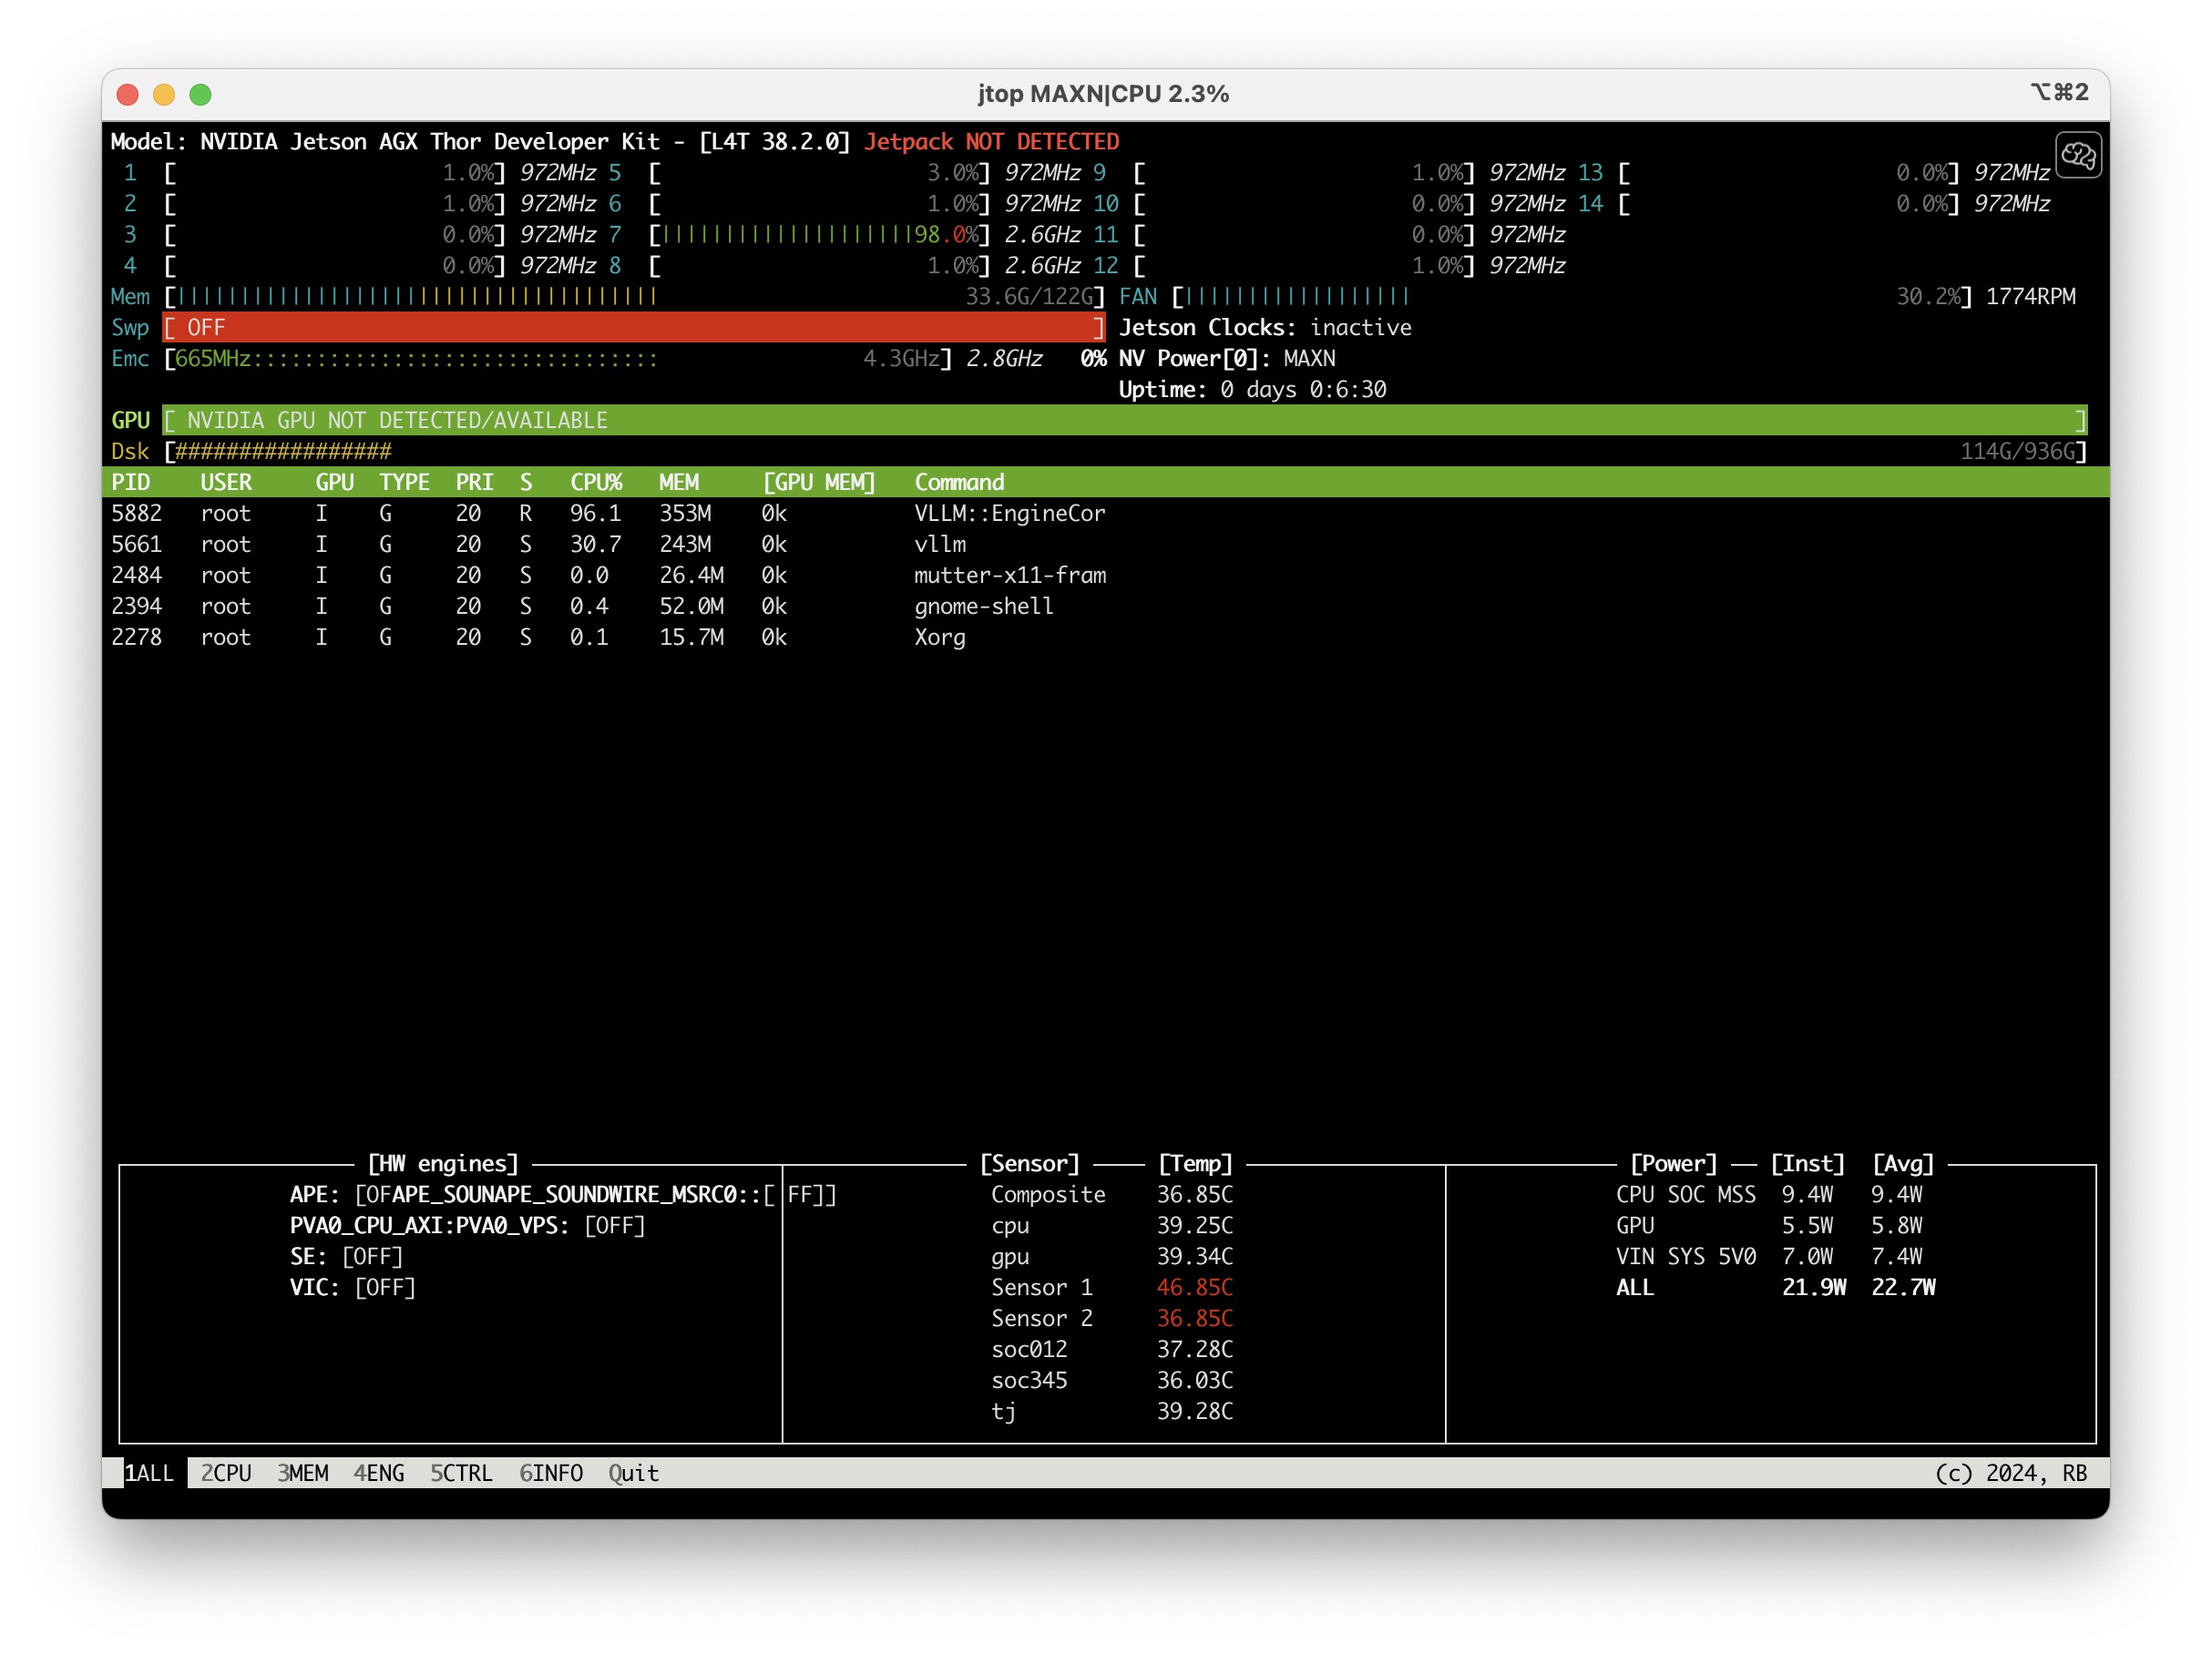 jtop MAXN|CPU 2.3%
⌥⌘2
Model: NVIDIA Jetson AGX Thor Developer Kit - [L4T 38.2.0] Jetpack NOT DETECTED
1 [ 1.0%] 972MHz 5 [ 3.0%] 972MHz 9 [ 1.0%] 972MHz 13 [ 0.0%] 972MHz
2 [ 1.0%] 972MHz 6 [ 1.0%] 972MHz 10 [ 0.0%] 972MHz 14 [ 0.0%] 972MHz
3 [ 0.0%] 972MHz 7 [||||||||||||||||||||98.0%] 2.6GHz 11 [ 0.0%] 972MHz
4 [ 0.0%] 972MHz 8 [ 1.0%] 2.6GHz 12 [ 1.0%] 972MHz
Mem [|||||||||||||||||||||||||||||||||||||| 33.6G/122G] FAN [|||||||||||||||||| 30.2%] 1774RPM
Swp [ OFF ] Jetson Clocks: inactive
Emc [665MHz:::::::::::::::::::::::::::::::: 4.3GHz] 2.8GHz 0% NV Power[0]: MAXN
Uptime: 0 days 0:6:30
GPU [ NVIDIA GPU NOT DETECTED/AVAILABLE ]
Dsk [################# 114G/936G]
PID USER GPU TYPE PRI S CPU% MEM [GPU MEM] Command
5882 root I G 20 R 96.1 353M 0k VLLM::EngineCor
5661 root I G 20 S 30.7 243M 0k vllm
2484 root I G 20 S 0.0 26.4M 0k mutter-x11-fram
2394 root I G 20 S 0.4 52.0M 0k gnome-shell
2278 root I G 20 S 0.1 15.7M 0k Xorg
[HW engines] [Sensor] [Temp] [Power] [Inst] [Avg]
APE: [OFAPE_SOUNAPE_SOUNDWIRE_MSRC0::[FF]] Composite 36.85C CPU SOC MSS 9.4W 9.4W
PVA0_CPU_AXI:PVA0_VPS: [OFF] cpu 39.25C GPU 5.5W 5.8W
SE: [OFF] gpu 39.34C VIN SYS 5V0 7.0W 7.4W
VIC: [OFF] Sensor 1 46.85C ALL 21.9W 22.7W
Sensor 2 36.85C
soc012 37.28C
soc345 36.03C
tj 39.28C
1ALL 2CPU 3MEM 4ENG 5CTRL 6INFO Quit (c) 2024, RB